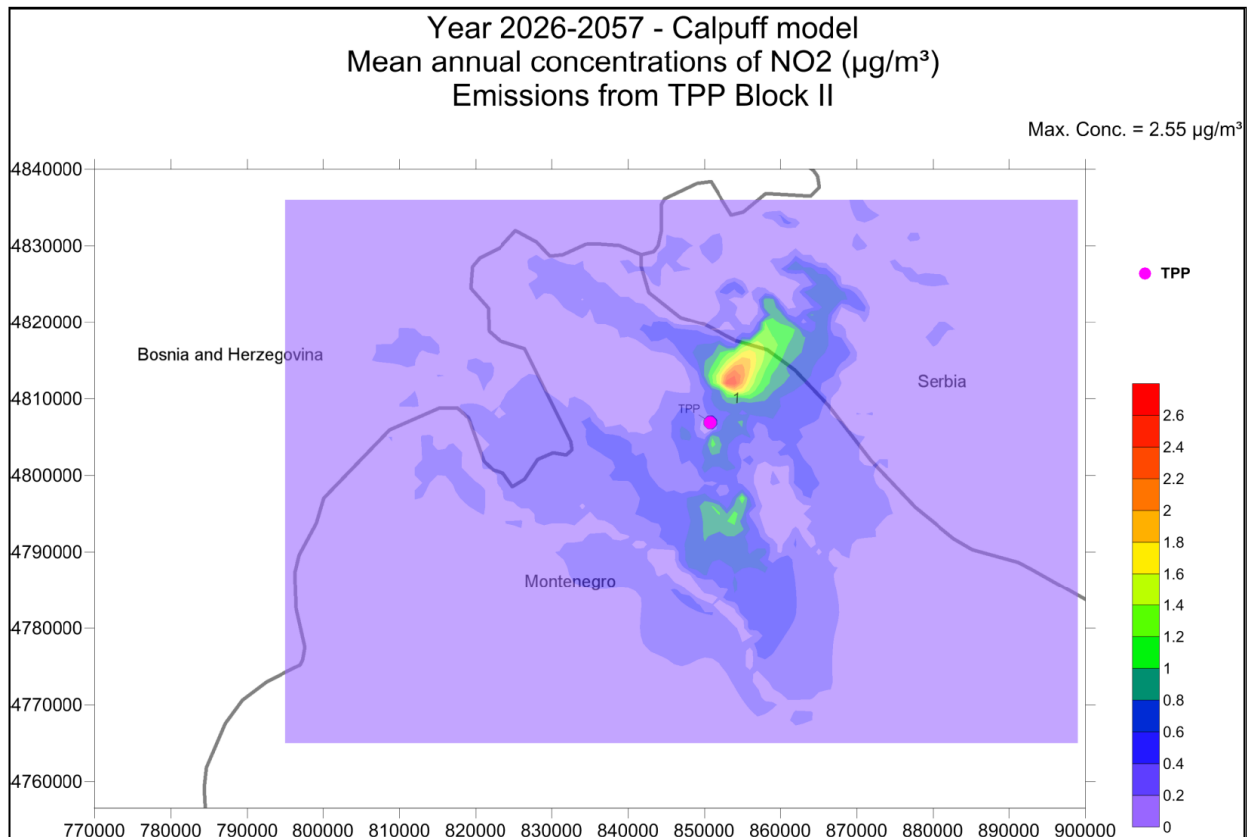 Year 2026-2057 - Calpuff model
Mean annual concentrations of NO2 (µg/m³)
Emissions from TPP Block II
Max. Conc. = 2.55 µg/m³
4840000
4830000
4820000
4810000
4800000
4790000
4780000
4770000
4760000
TPP
Bosnia and Herzegovina
Serbia
1
TPP
Montenegro
2.6
2.4
2.2
2
1.8
1.6
1.4
1.2
1
0.8
0.6
0.4
0.2
0
770000 780000 790000 800000 810000 820000 830000 840000 850000 860000 870000 880000 890000 900000